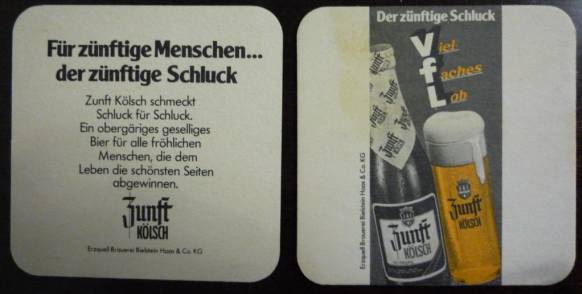 Für zünftige Menschen...
der zünftige Schluck
Zunft Kölsch schmeckt
Schluck für Schluck.
Ein obergäriges geselliges
Bier für alle fröhlichen
Menschen, die dem
Leben die schönsten Seiten
abgewinnen.
Zunft
KÖLSCH
Erzquell Brauerei Bielstein Haas & Co. KG
Der zünftige Schluck
Viel
faches
Lob
Zunft
KÖLSCH
Zunft
KÖLSCH
Erzquell Brauerei Bielstein Haas & Co. KG